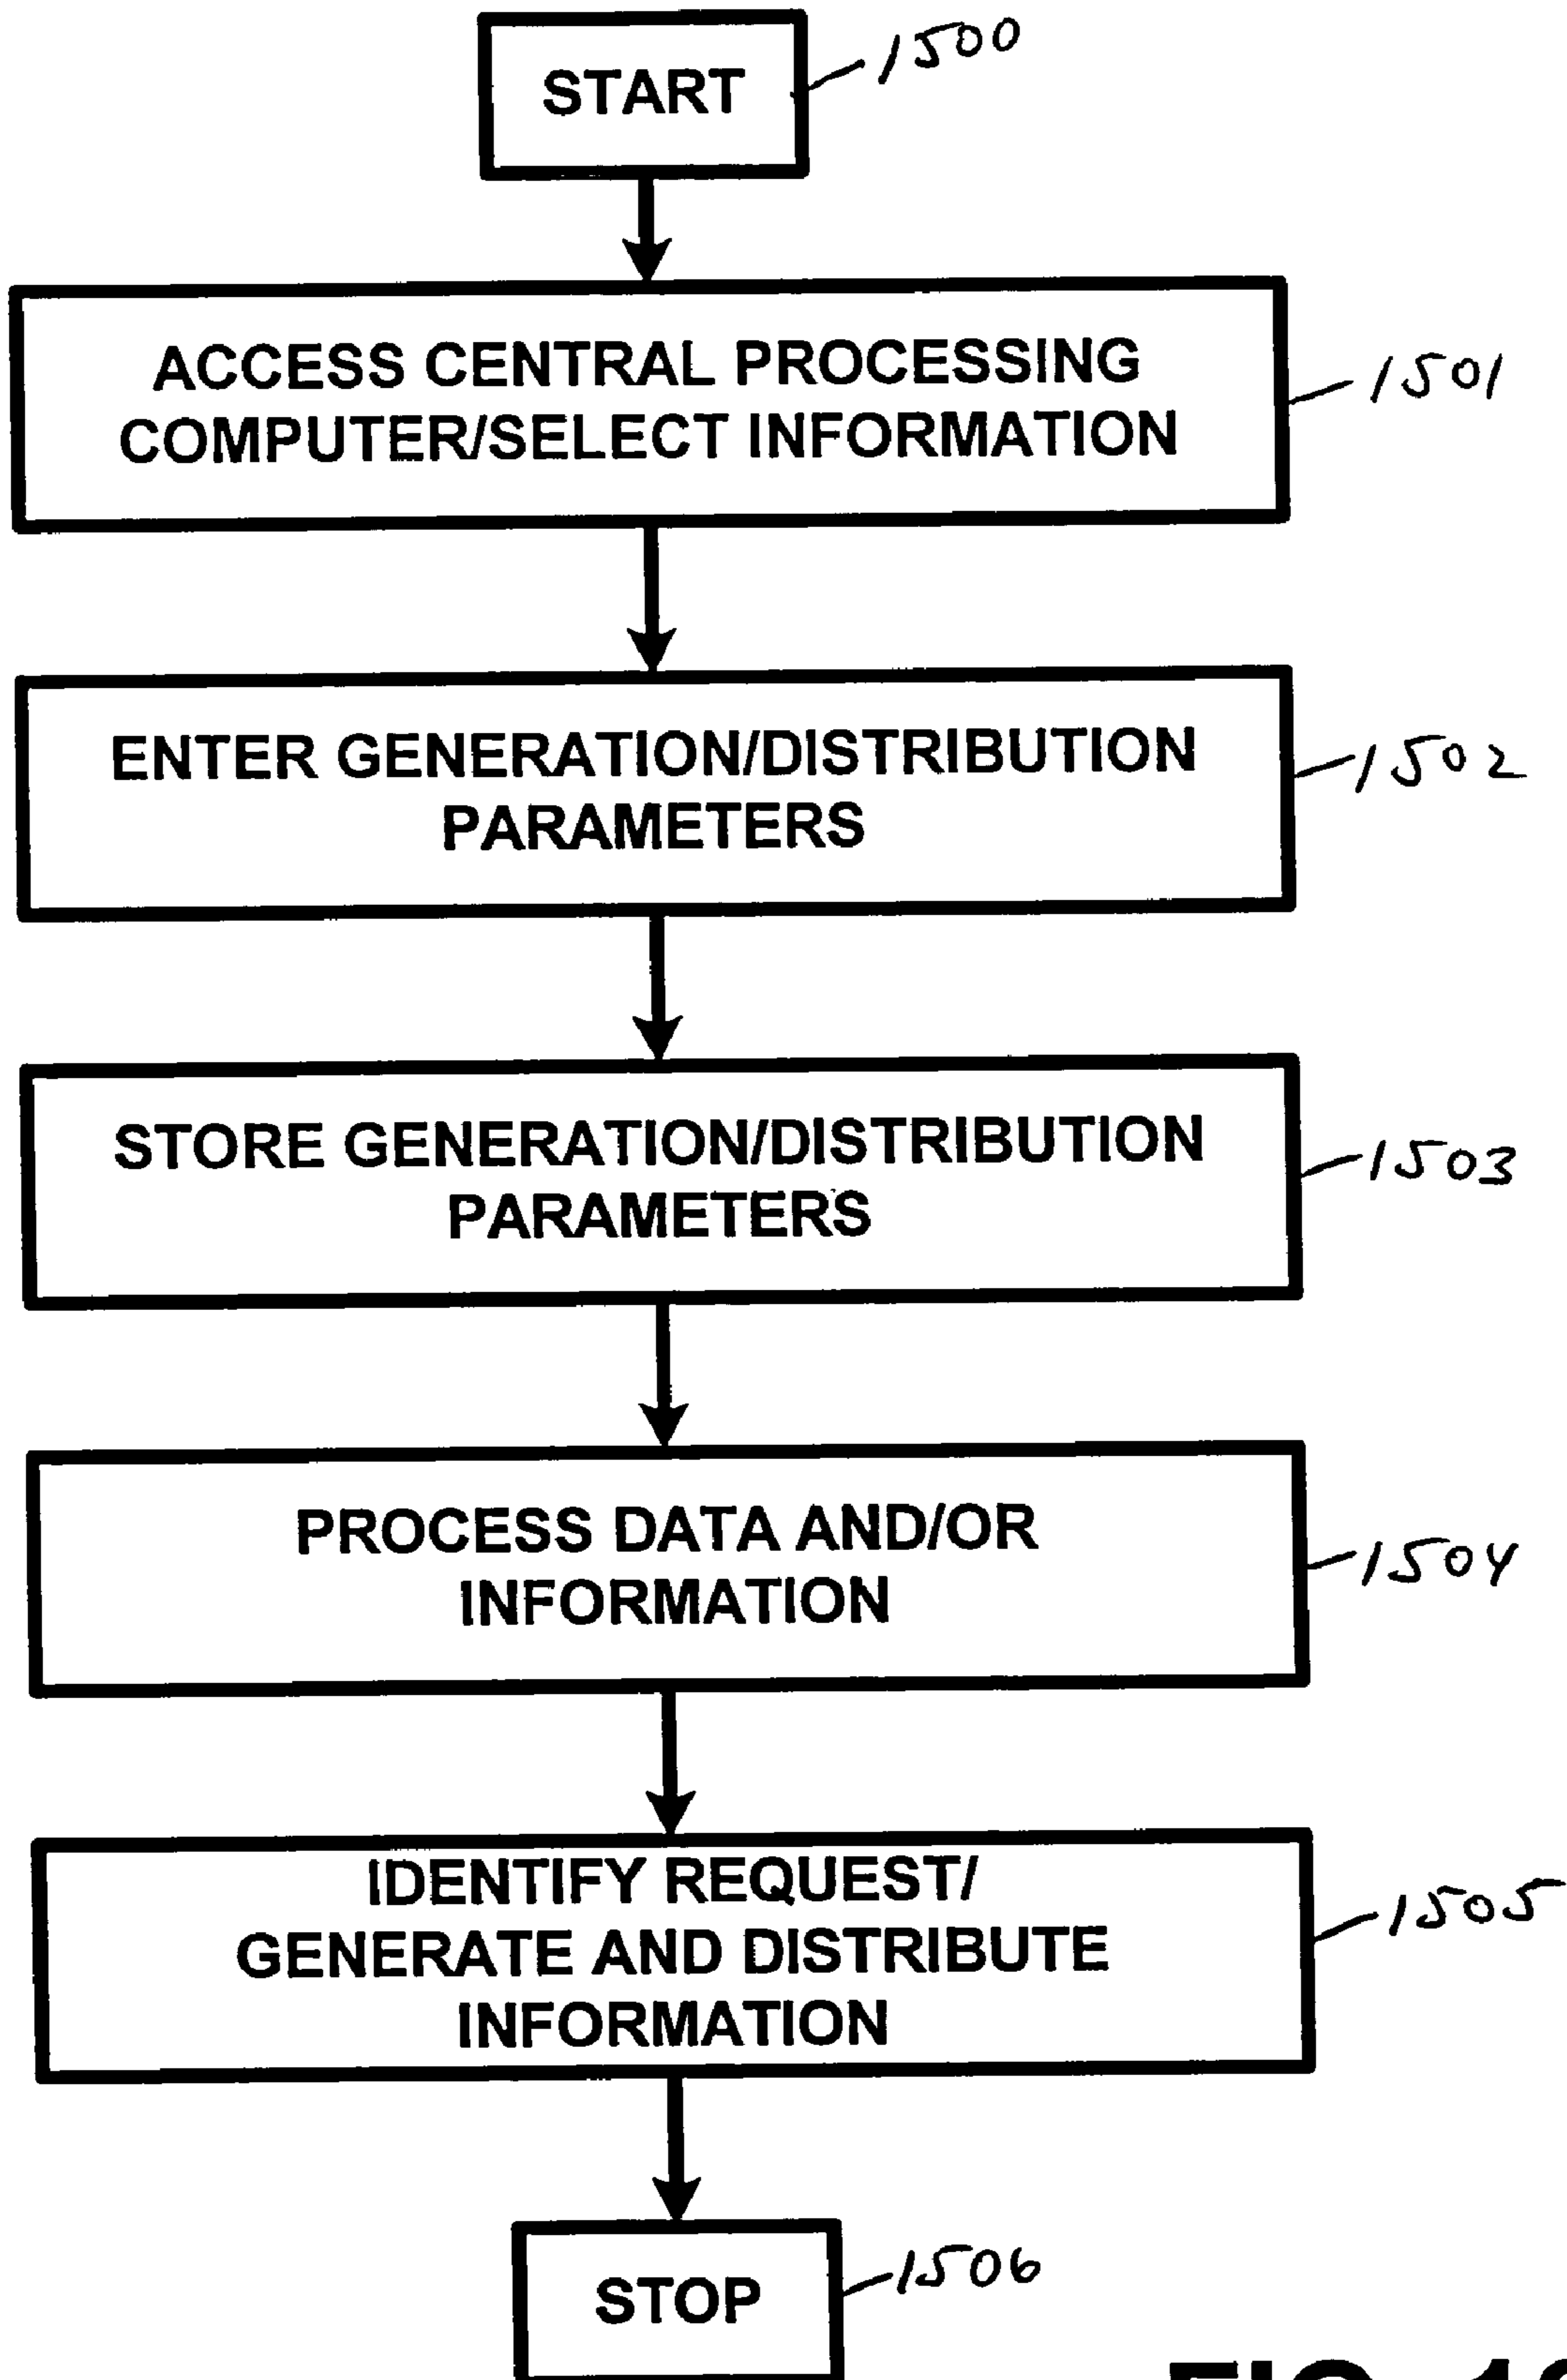 START
1500
ACCESS CENTRAL PROCESSING
COMPUTER/SELECT INFORMATION
1501
ENTER GENERATION/DISTRIBUTION
PARAMETERS
1502
STORE GENERATION/DISTRIBUTION
PARAMETERS
1503
PROCESS DATA AND/OR
INFORMATION
1504
IDENTIFY REQUEST/
GENERATE AND DISTRIBUTE
INFORMATION
1505
STOP
1506